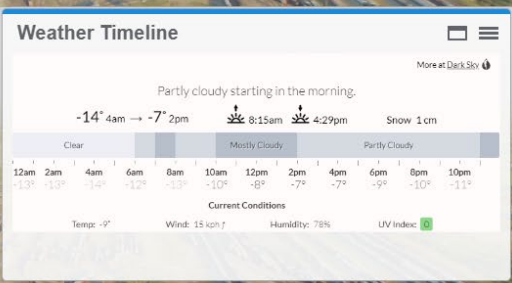 Weather Timeline
More at Dark Sky
Partly cloudy starting in the morning.
-14° 4am → -7° 2pm 8:15am 4:29pm Snow 1 cm
Clear Mostly Cloudy Partly Cloudy
12am 2am 4am 6am 8am 10am 12pm 2pm 4pm 6pm 8pm 10pm
-13° -13° -14° -12° -13° -10° -8° -7° -7° -9° -10° -11°
Current Conditions
Temp: -9° Wind: 15 kph ↑ Humidity: 78% UV Index: 0